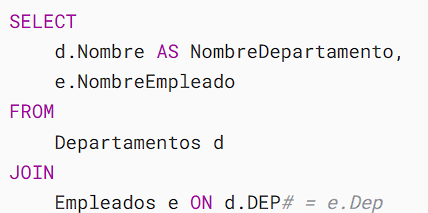 SELECT
d.Nombre AS NombreDepartamento,
e.NombreEmpleado
FROM
Departamentos d
JOIN
Empleados e ON d.DEP# = e.Dep